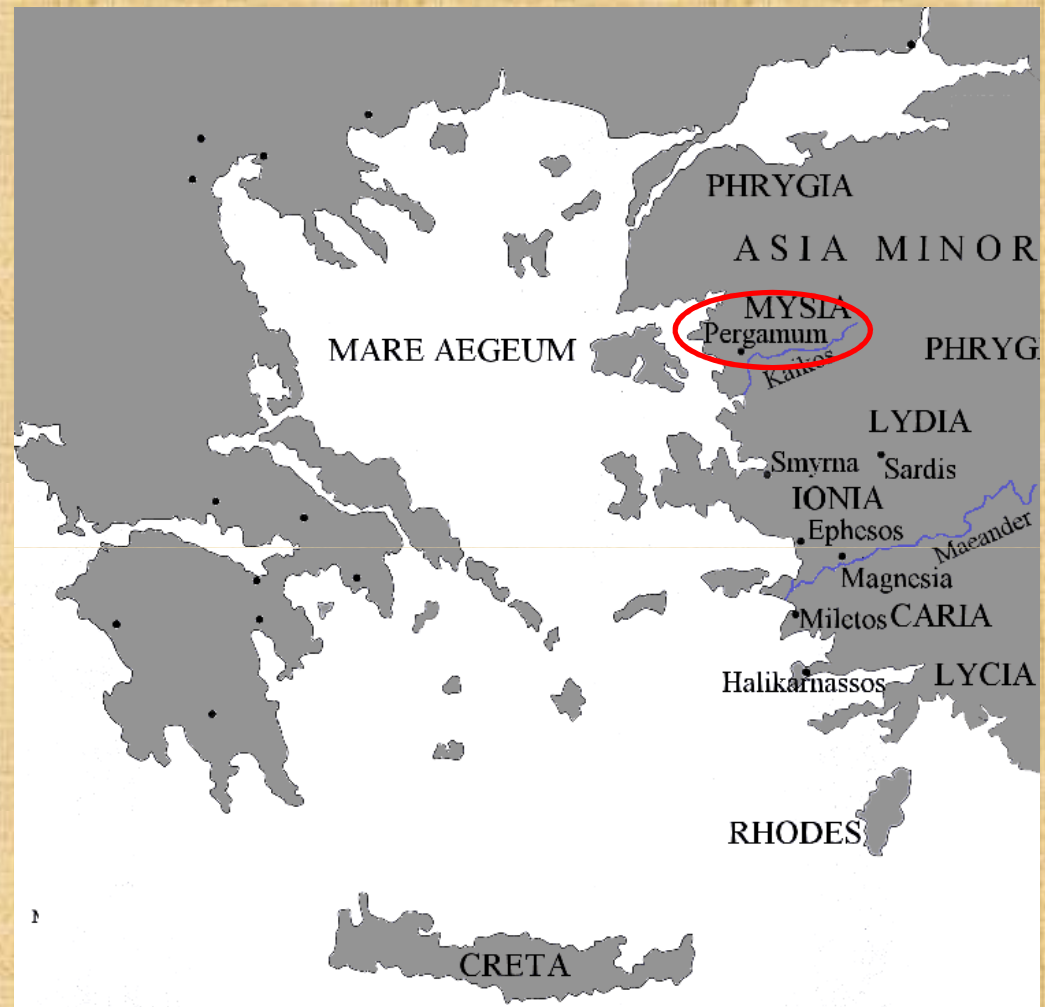 PHRYGIA
ASIA MINOR
MYSIA
Pergamum
MARE AEGEUM
PHRYG
Kaikos
LYDIA
Smyrna
Sardis
IONIA
Ephesos
Maeander
Magnesia
Miletos CARIA
Halikarnassos
LYCIA
RHODES
CRETA